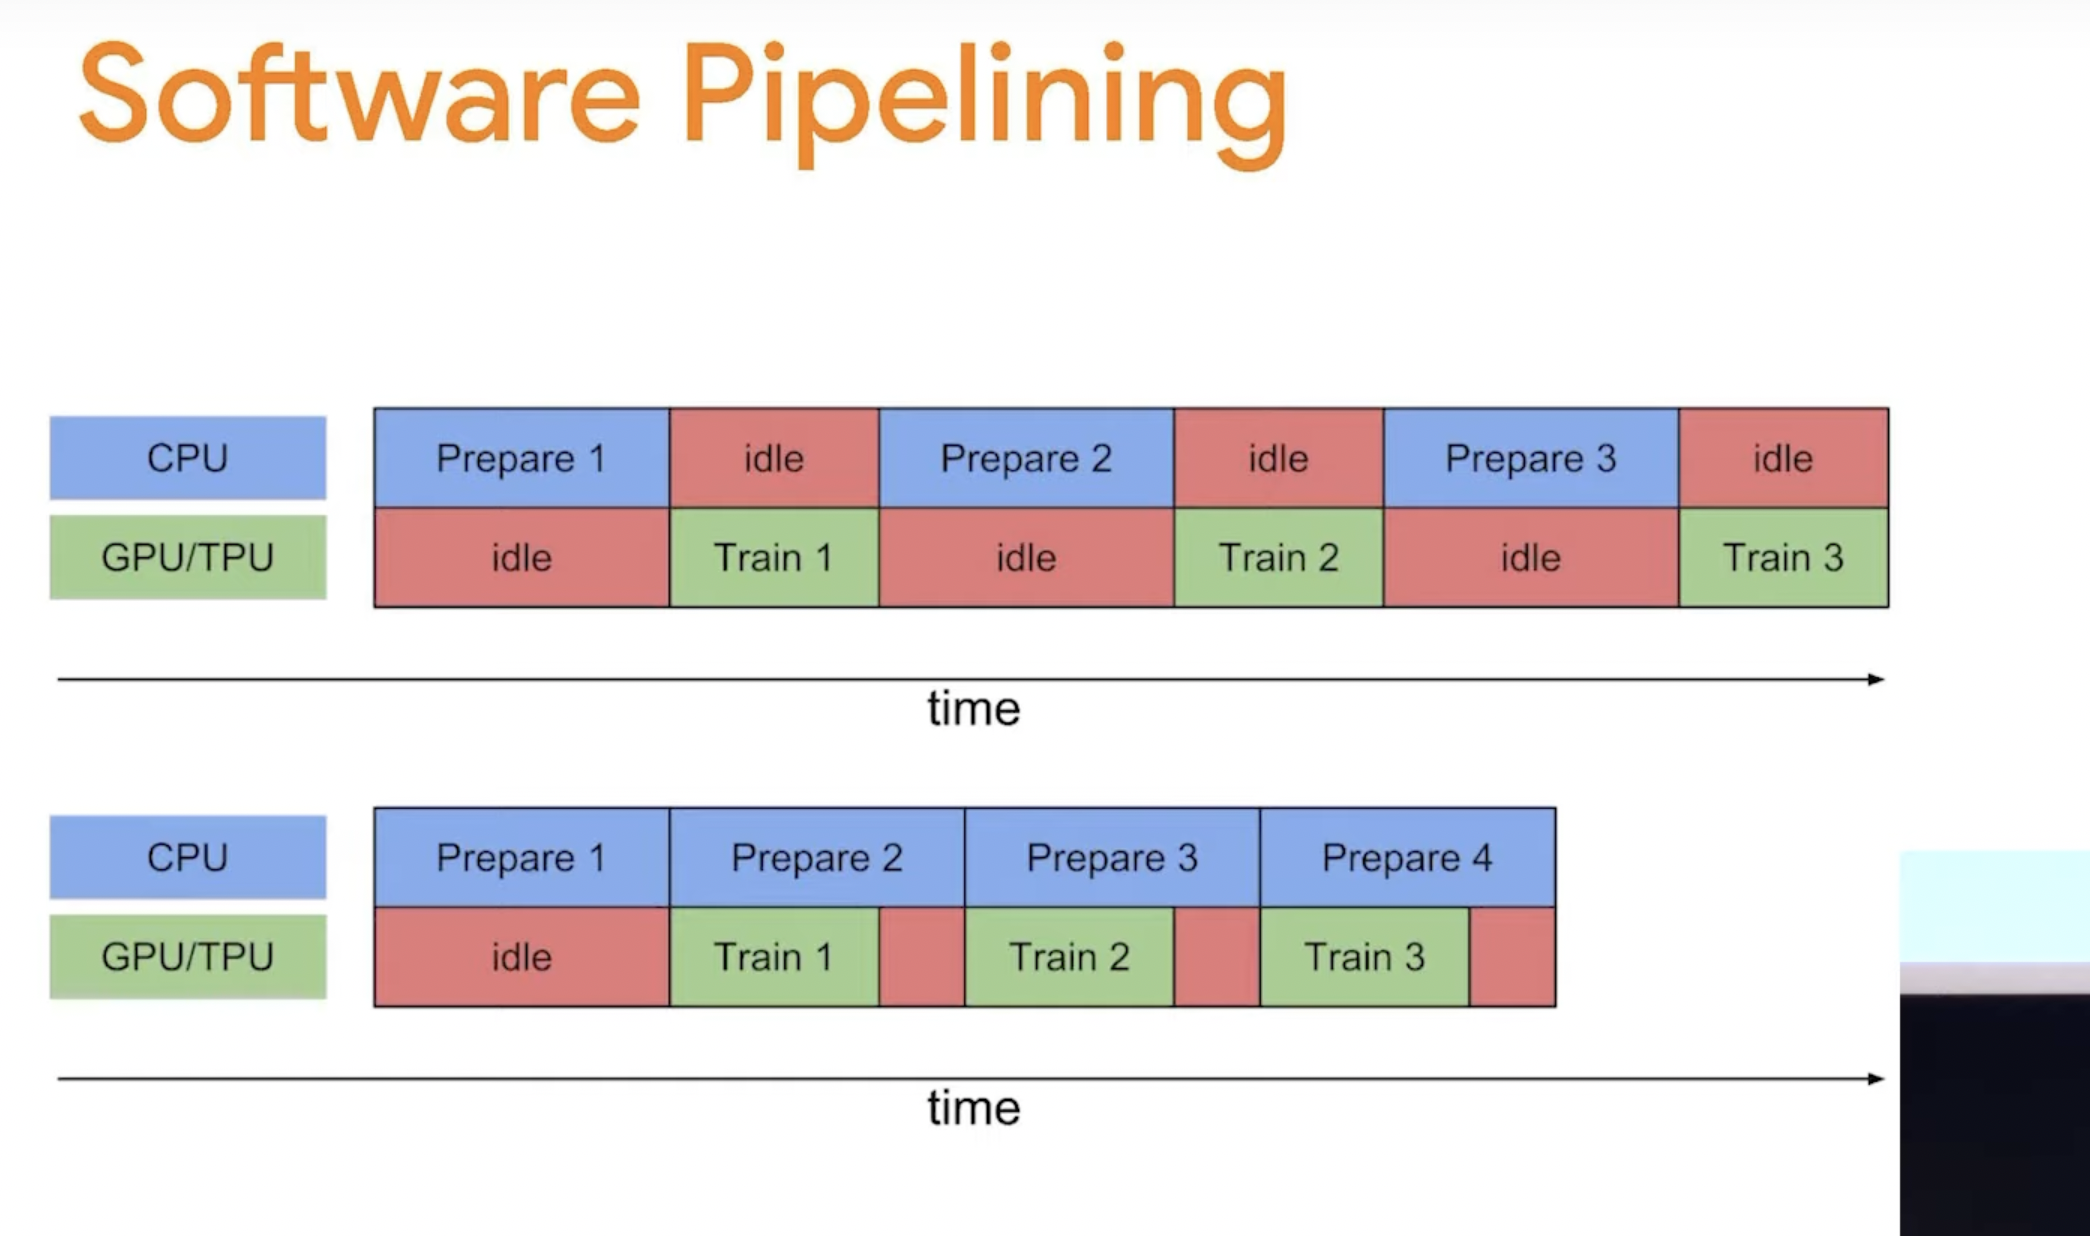 Software Pipelining
CPU Prepare 1 idle Prepare 2 idle Prepare 3 idle
GPU/TPU idle Train 1 idle Train 2 idle Train 3
time
CPU Prepare 1 Prepare 2 Prepare 3 Prepare 4
GPU/TPU idle Train 1 Train 2 Train 3
time